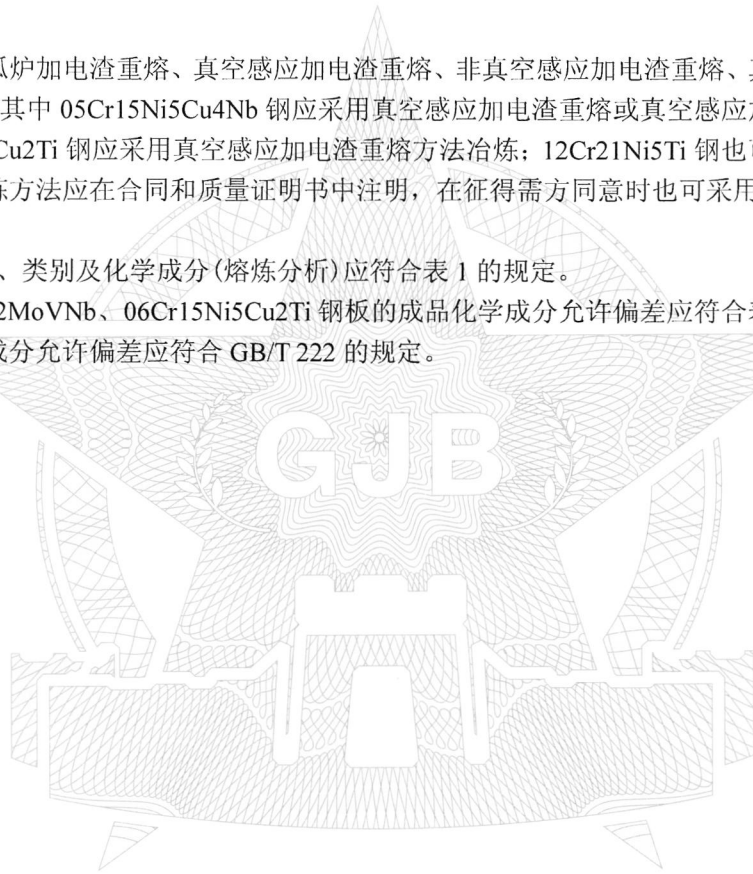 炉加电渣重熔、真空感应加电渣重熔、非真空感应加电渣重熔、
其中 05Cr15Ni5Cu4Nb 钢应采用真空感应加电渣重熔或真空感应
Cu2Ti 钢应采用真空感应加电渣重熔方法冶炼；12Cr21Ni5Ti 钢也
炼方法应在合同和质量证明书中注明，在征得需方同意时也可采用
、类别及化学成分(熔炼分析)应符合表 1 的规定。
2MoVNb、06Cr15Ni5Cu2Ti 钢板的成品化学成分允许偏差应符合
成分允许偏差应符合 GB/T 222 的规定。
GJB